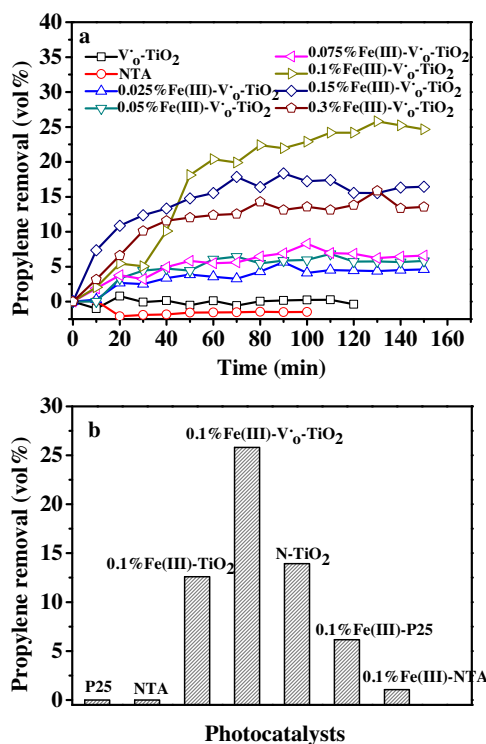 a
V·o-TiO2
NTA
0.025%Fe(III)-V·o-TiO2
0.05%Fe(III)-V·o-TiO2
0.075%Fe(III)-V·o-TiO2
0.1%Fe(III)-V·o-TiO2
0.15%Fe(III)-V·o-TiO2
0.3%Fe(III)-V·o-TiO2
Propylene removal (vol%)
40
35
30
25
20
15
10
5
0
0 20 40 60 80 100 120 140 160
Time (min)
b
Propylene removal (vol%)
30
25
20
15
10
5
0
P25
NTA
0.1%Fe(III)-TiO2
0.1%Fe(III)-V·o-TiO2
N-TiO2
0.1%Fe(III)-P25
0.1%Fe(III)-NTA
Photocatalysts